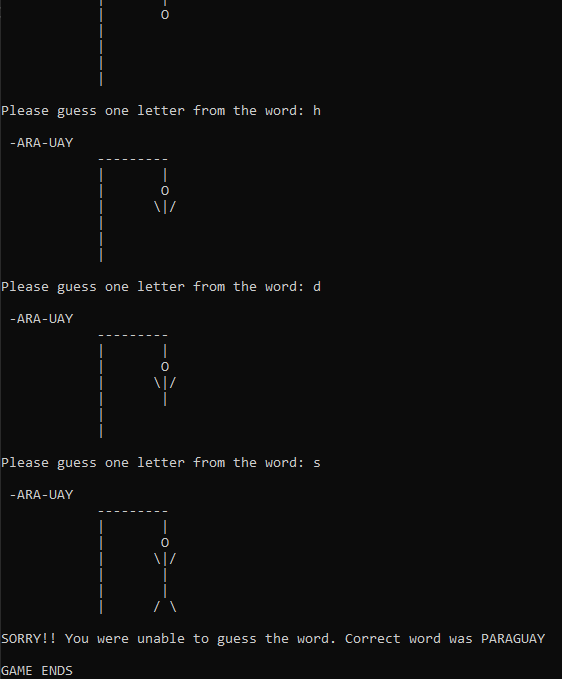 Please guess one letter from the word: h
-ARA-UAY
Please guess one letter from the word: d
-ARA-UAY
Please guess one letter from the word: s
-ARA-UAY
SORRY!! You were unable to guess the word. Correct word was PARAGUAY
GAME ENDS